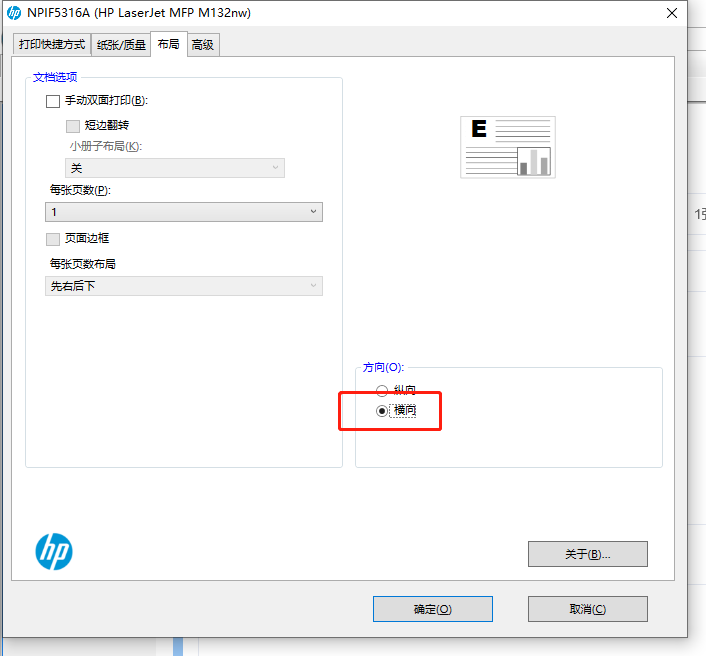 NPIF5316A (HP LaserJet MFP M132nw)
打印快捷方式 纸张/质量 布局 高级
文档选项
手动双面打印(B):
短边翻转
小册子布局(K):
关
每张页数(P):
1
页面边框
每张页数布局
先右后下
E
方向(O):
纵向
横向
hp
关于(B)...
确定(O) 取消(C)